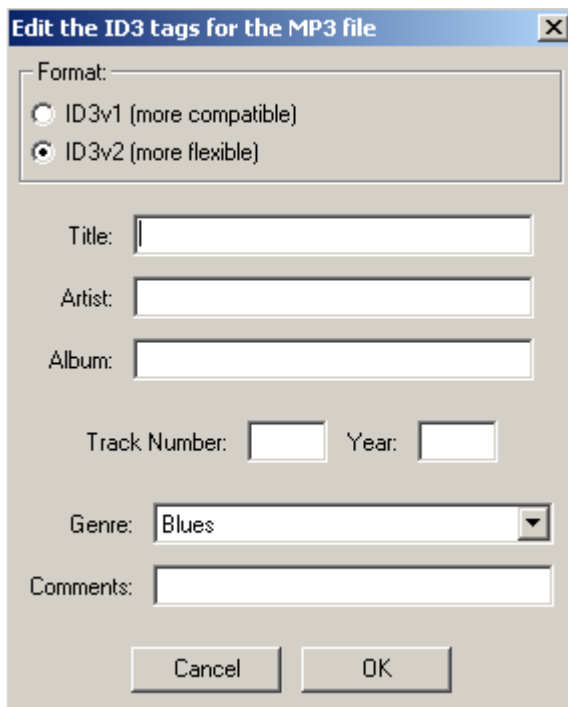 Edit the ID3 tags for the MP3 file
Format:
ID3v1 (more compatible)
ID3v2 (more flexible)
Title:
Artist:
Album:
Track Number: Year:
Genre: Blues
Comments:
Cancel OK